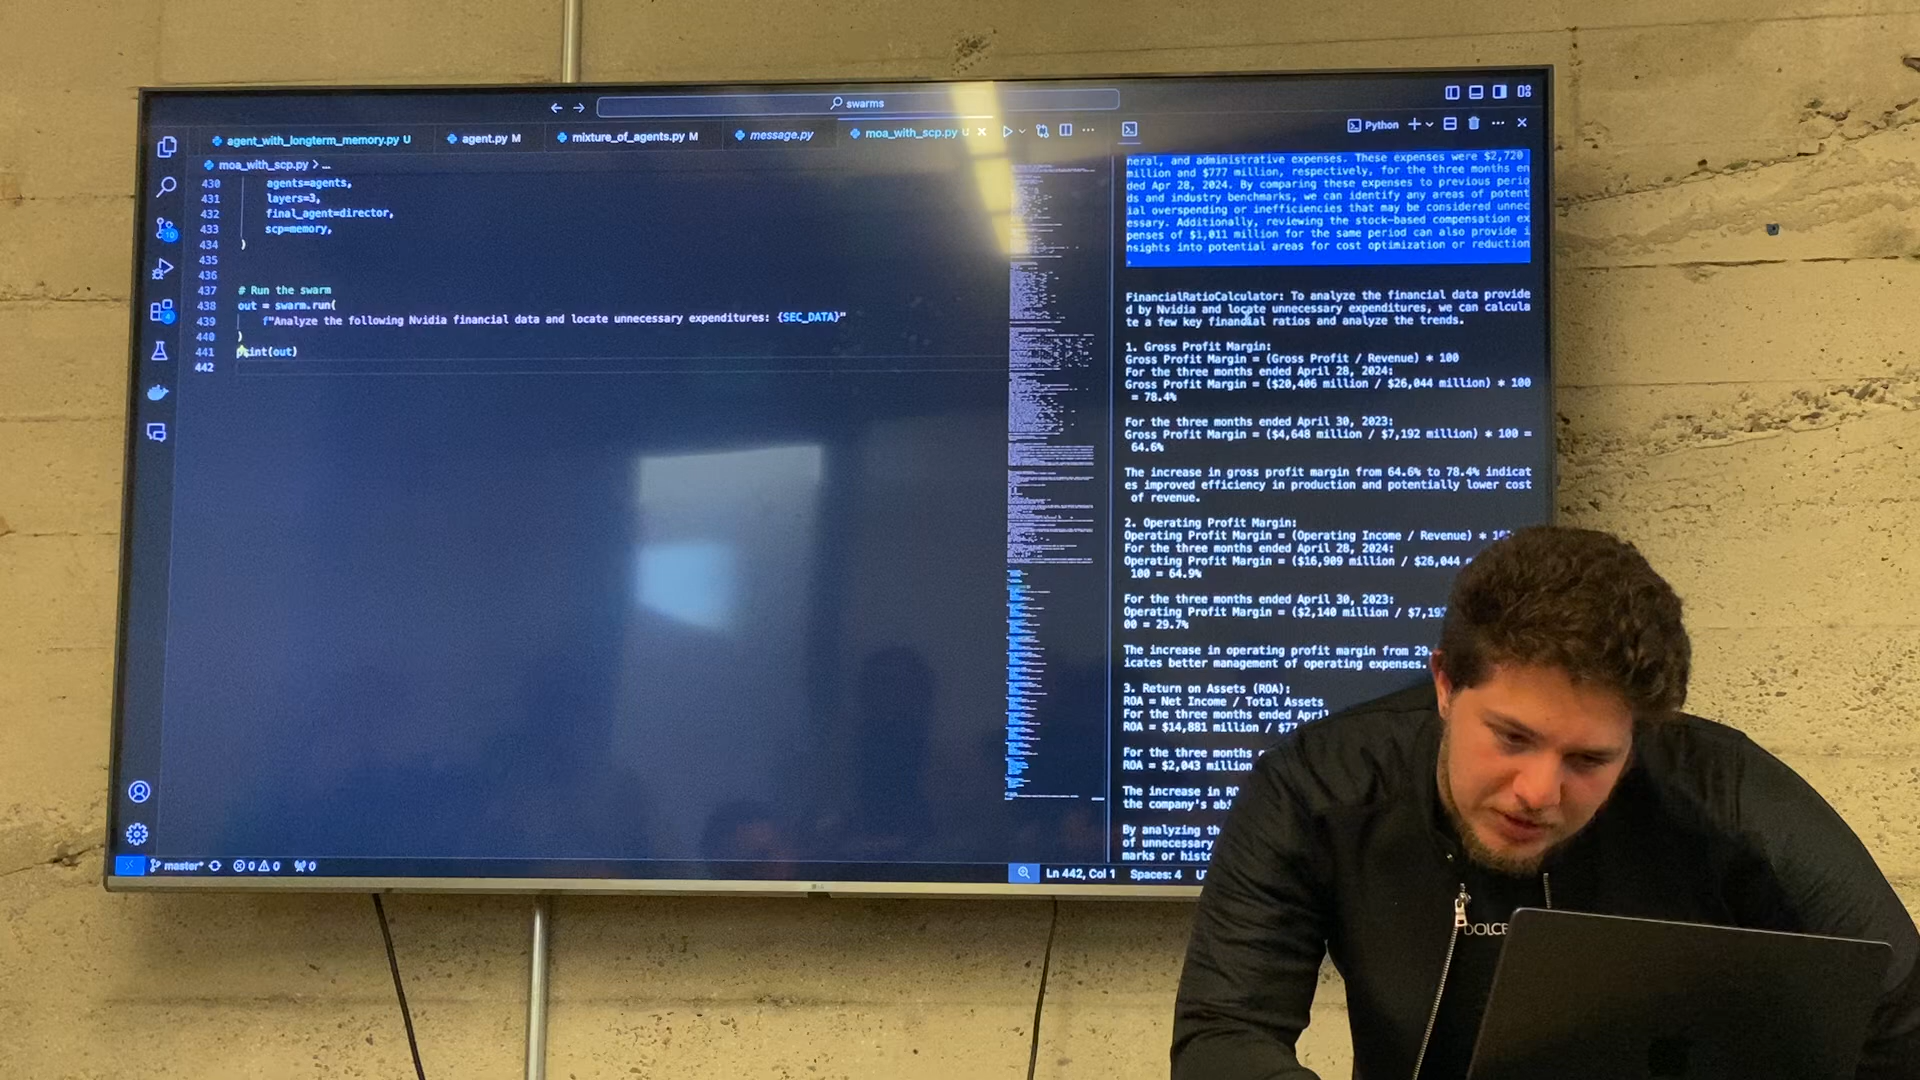 swarms
agent_with_longterm_memory.py U
agent.py M
mixture_of_agents.py M
message.py
moa_with_scp.py U
moa_with_scp.py > ...
430 agents=agents,
431 layers=3,
432 final_agent=director,
433 scp=memory,
434 )
435
436
437 # Run the swarm
438 out = swarm.run(
439 f"Analyze the following Nvidia financial data and locate unnecessary expenditures: {SEC_DATA}"
440 )
441 print(out)
442
Python
neral, and administrative expenses. These expenses were $2,720
million and $777 million, respectively, for the three months en
ded Apr 28, 2024. By comparing these expenses to previous perio
ds and industry benchmarks, we can identify any areas of potent
ial overspending or inefficiencies that may be considered unnec
essary. Additionally, reviewing the stock-based compensation ex
penses of $1,011 million for the same period can also provide i
nsights into potential areas for cost optimization or reduction
.
FinancialRatioCalculator: To analyze the financial data provide
d by Nvidia and locate unnecessary expenditures, we can calcula
te a few key financial ratios and analyze the trends.
1. Gross Profit Margin:
Gross Profit Margin = (Gross Profit / Revenue) * 100
For the three months ended April 28, 2024:
Gross Profit Margin = ($20,406 million / $26,044 million) * 100
= 78.4%
For the three months ended April 30, 2023:
Gross Profit Margin = ($4,648 million / $7,192 million) * 100 =
64.6%
The increase in gross profit margin from 64.6% to 78.4% indicat
es improved efficiency in production and potentially lower cost
of revenue.
2. Operating Profit Margin:
Operating Profit Margin = (Operating Income / Revenue) * 10
For the three months ended April 28, 2024:
Operating Profit Margin = ($16,909 million / $26,044
100 = 64.9%
For the three months ended April 30, 2023:
Operating Profit Margin = ($2,140 million / $7,192
00 = 29.7%
The increase in operating profit margin from 29.
icates better management of operating expenses.
3. Return on Assets (ROA):
ROA = Net Income / Total Assets
For the three months ended April
ROA = $14,881 million / $77
For the three months
ROA = $2,043 million
The increase in RO
the company's abi
By analyzing th
of unnecessary
marks or histo
master* 0 0 0
Ln 442, Col 1 Spaces: 4 U
DOLCE